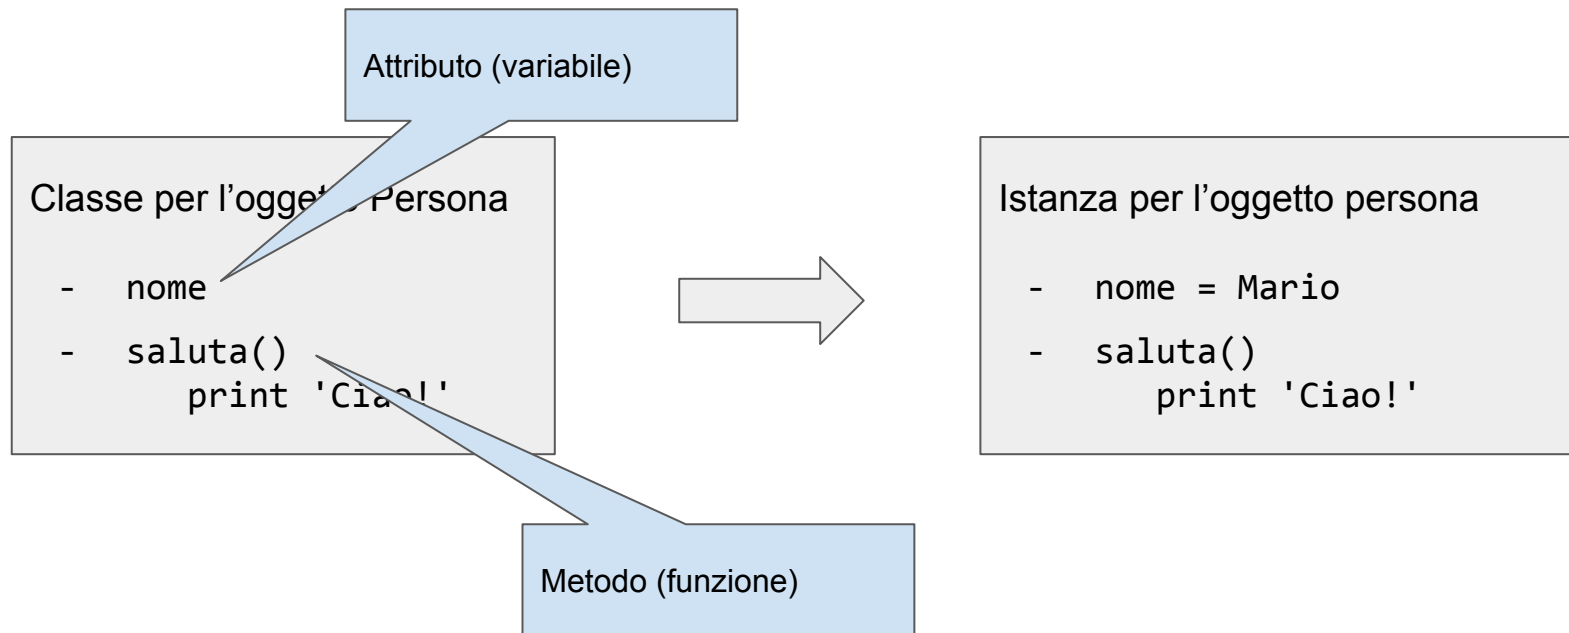 Attributo (variabile)
Classe per l’oggetto Persona
- nome
- saluta()
print 'Ciao!'
Metodo (funzione)
Istanza per l’oggetto persona
- nome = Mario
- saluta()
print 'Ciao!'